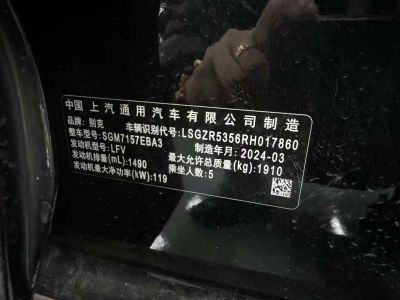 中国 上汽通用汽车有限公司制造
品牌: 别克 车辆识别代号: LSGZR5356RH017860
整车型号: SGM7157EBA3 制造年月: 2024-03
发动机型号: LFV 最大允许总质量(kg): 1910
发动机排量(mL): 1490 乘坐人数: 5
发动机最大净功率(kW): 119